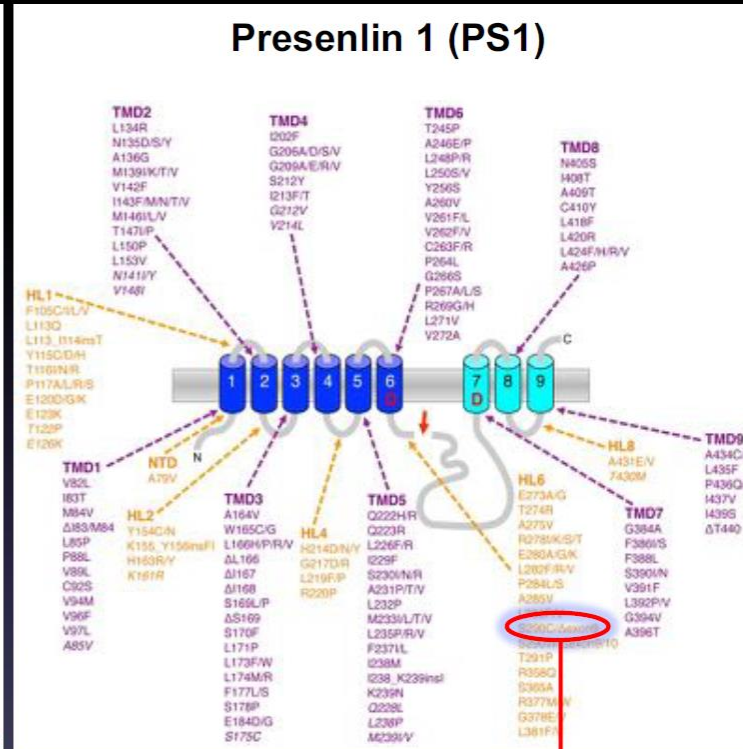 Presenlin 1 (PS1)
TMD2
L134R
N135D/S/Y
A136G
M139I/K/T/V
V142F
I143F/M/N/T/V
M146I/L/V
T147I/P
L150P
L153V
N141I/Y
V148I
TMD4
I202F
G206A/D/S/V
G209A/E/R/V
S212Y
I213F/T
G212V
V214L
TMD6
T245P
A246E/P
L248P/R
L250S/V
Y256S
A260V
V261F/L
V262F/V
C263F/R
P264L
G266S
P267A/L/S
R269G/H
L271V
V272A
TMD8
N405S
I408T
A409T
C410Y
L418F
L420R
L424F/H/R/V
A426P
HL1
F105C/I/L/V
L113Q
L113_I114insT
Y115C/D/H
T116I/N/R
P117A/L/R/S
E120D/G/K
E123K
T122P
E126K
1 2 3 4 5 6 7 8 9
D
D
C
N
TMD1
V82L
I83T
M84V
ΔI83/M84
L85P
P88L
V89L
C92S
V94M
V96F
V97L
A85V
NTD
A79V
HL2
Y154C/N
H163R/Y
K161R
TMD3
A164V
W165C/G
L166H/P/R/V
ΔL166
ΔI167
ΔI168
S169L/P
ΔS169
S170F
L171P
L173F/W
L174M/R
F177L/S
S178P
E184D/G
S175C
HL4
H214D/N/Y
G217D/R
L219F/P
R220P
TMD5
Q222H/R
Q223R
L226F/R
I229F
S230I/N/R
A231P/T/V
L232P
M233I/L/T/V
L235P/R/V
F237I/L
I238M
I238_K239insI
K239N
Q228L
L238P
M239I/V
HL6
E273A/G
T274R
A275V
R278I/K/S/T
E280A/G/K
L282F/R/V
P284L/S
A285V
S290C/Δexon9
T291P
R358Q
S365A
R377M/W
G378E/V
L381F/
TMD7
G384A
F386I/S
F388L
S390I/N
V391F
L392P/V
G394V
A396T
HL8
A431E/V
T430M
TMD9
A434C/
L435F
P436Q
I437V
I439S
ΔT440